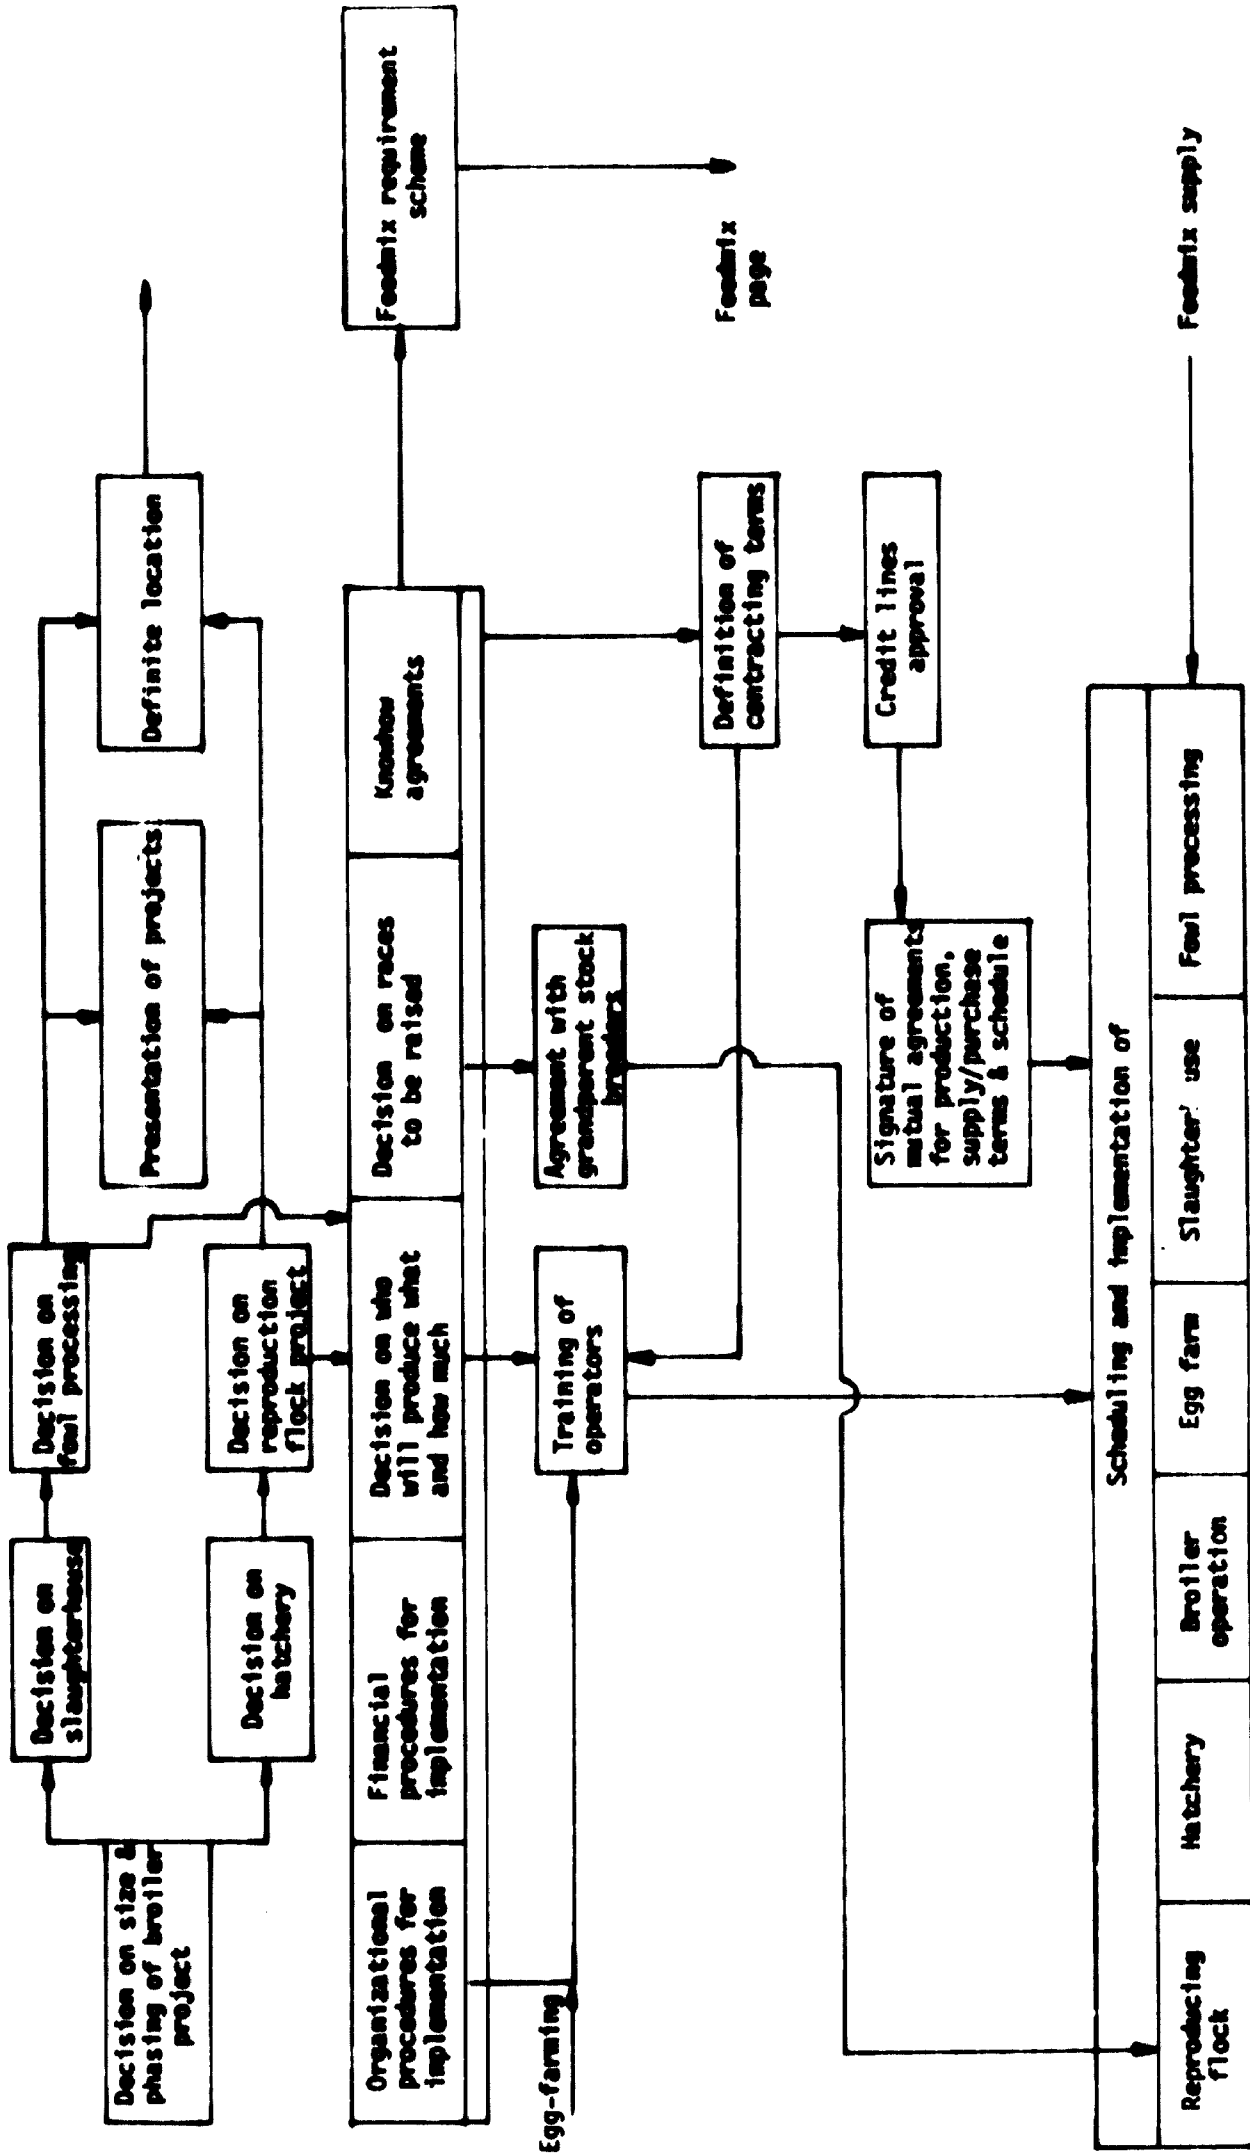 Decision on size &
phasing of broiler
project
Decision on
slaughterhouse
Decision on
fowl processing
Decision on
hatchery
Decision on
reproduction
flock project
Presentation of projects
Definite location
Organizational
procedures for
implementation
Financial
procedures for
implementation
Decision on who
will produce what
and how much
Decision on races
to be raised
Knowhow
agreements
Feedmix requirement
scheme
Egg-farming
Training of
operators
Agreement with
grandperent stock
breeders
Definition of
contracting terms
Feedmix
page
Credit lines
approval
Signature of
mutual agreements
for production,
supply/purchase
terms & schedule
Scheduling and implementation of
Reproducing
flock
Hatchery
Broiler
operation
Egg farm
Slaughter' use
Fowl processing
Feedmix supply